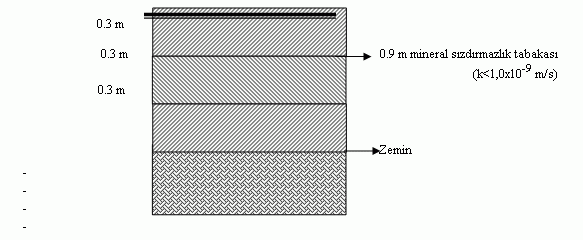 0.3 m
0.3 m
0.9 m mineral sızdırmazlık tabakası
(k<1,0x10⁻⁹ m/s)
0.3 m
Zemin
-
-
-
-